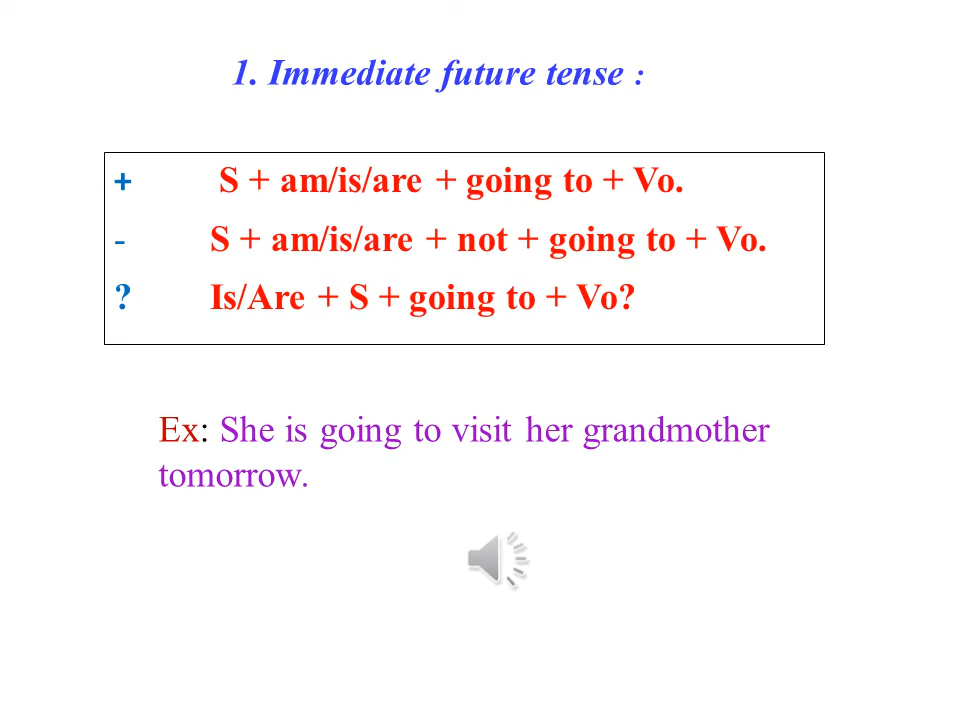 1. Immediate future tense :
+ S + am/is/are + going to + Vo.
- S + am/is/are + not + going to + Vo.
? Is/Are + S + going to + Vo?
Ex: She is going to visit her grandmother
tomorrow.